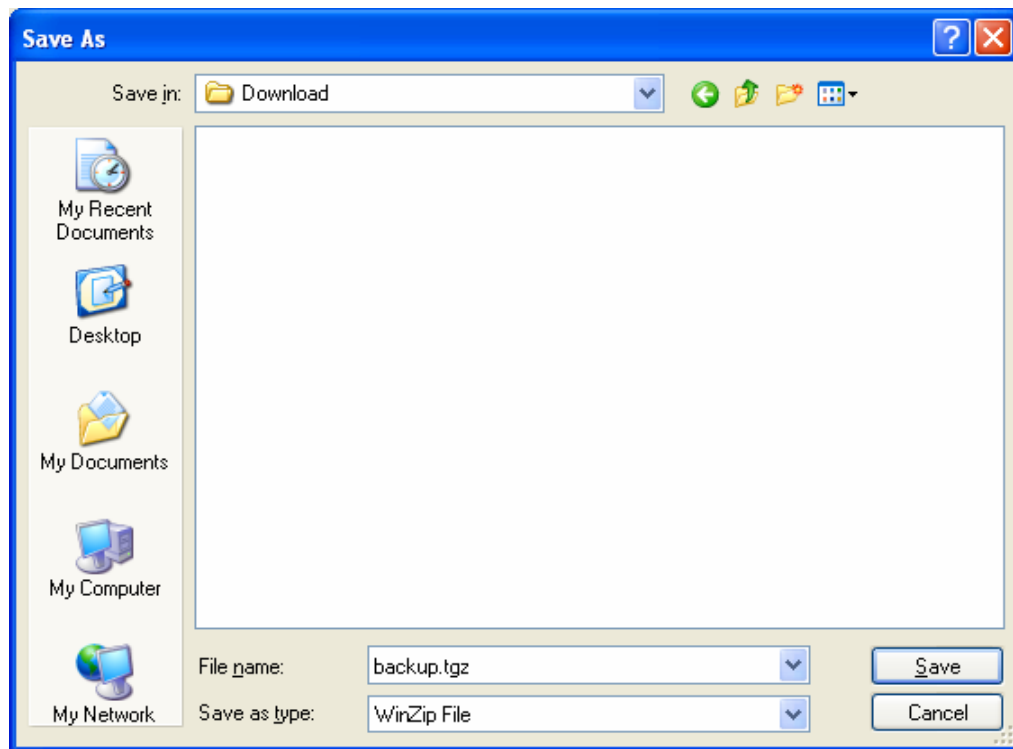 Save As
Save in:
Download
My Recent
Documents
Desktop
My Documents
My Computer
My Network
File name:
backup.tgz
Save
Save as type:
WinZip File
Cancel